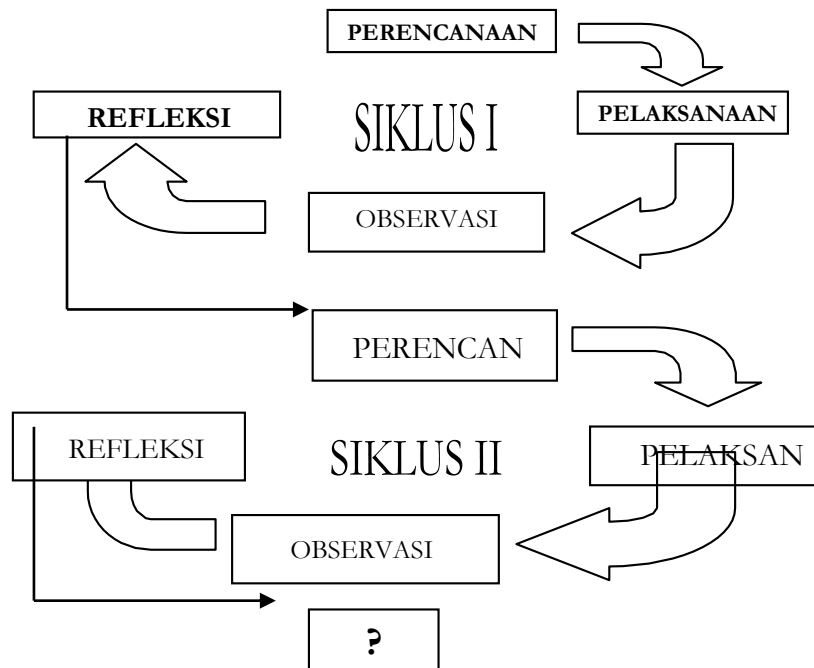 PERENCANAAN
REFLEKSI
SIKLUS I
PELAKSANAAN
OBSERVASI
PERENCAN
REFLEKSI
SIKLUS II
PELAKSAN
OBSERVASI
?